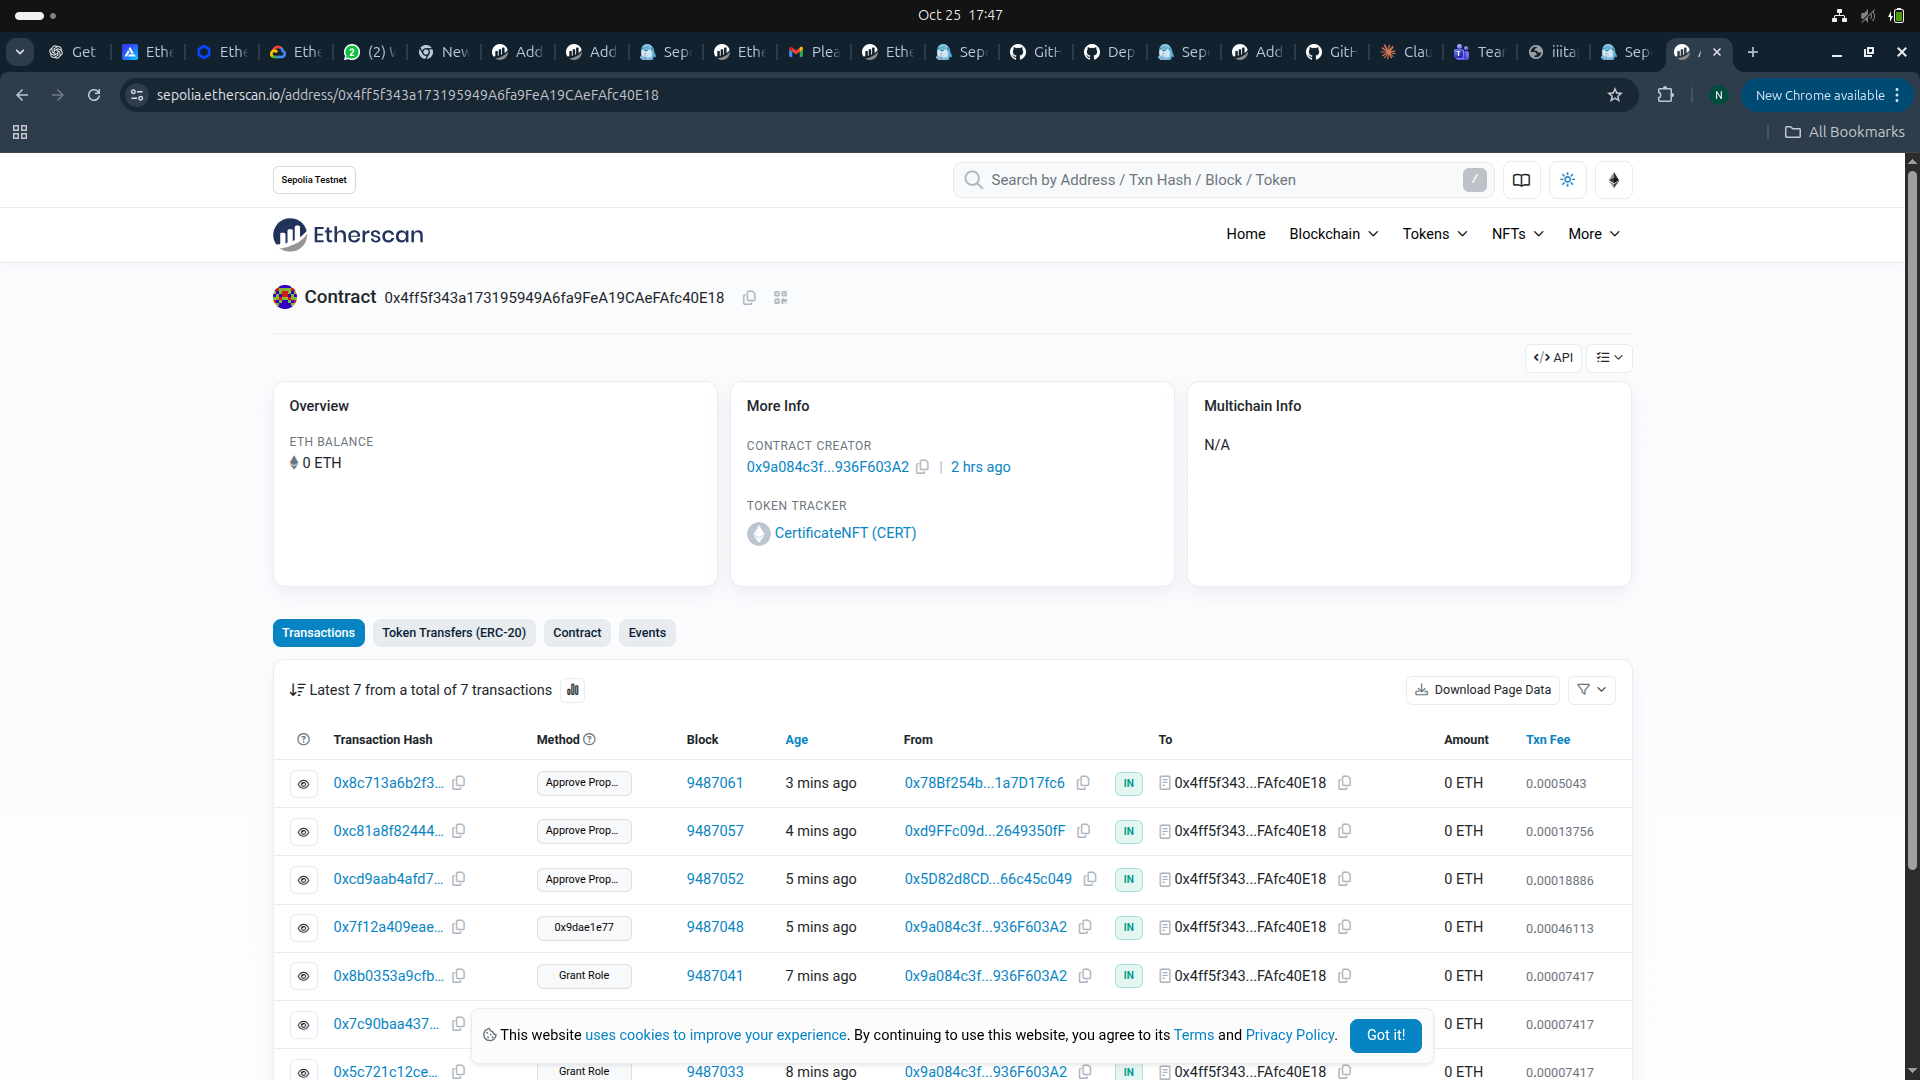 Oct 25 17:47
Get Ethe Ethe Ethe (2) W New Add Add Sep Ethe Plea Ethe Sep GitH Dep Sep Add GitH Clau Tear iiita Sep
sepolia.etherscan.io/address/0x4ff5f343a173195949A6fa9FeA19CAeFAfc40E18
N
New Chrome available
All Bookmarks
Sepolia Testnet
Search by Address / Txn Hash / Block / Token
/
Etherscan
Home Blockchain Tokens NFTs More
Contract 0x4ff5f343a173195949A6fa9FeA19CAeFAfc40E18
</> API
Overview
ETH BALANCE
0 ETH
More Info
CONTRACT CREATOR
0x9a084c3f...936F603A2 | 2 hrs ago
TOKEN TRACKER
CertificateNFT (CERT)
Multichain Info
N/A
Transactions Token Transfers (ERC-20) Contract Events
Latest 7 from a total of 7 transactions
Download Page Data
Transaction Hash Method Block Age From To Amount Txn Fee
0x8c713a6b2f3... Approve Prop... 9487061 3 mins ago 0x78Bf254b...1a7D17fc6 IN 0x4ff5f343...FAfc40E18 0 ETH 0.0005043
0xc81a8f82444... Approve Prop... 9487057 4 mins ago 0xd9FFc09d...2649350fF IN 0x4ff5f343...FAfc40E18 0 ETH 0.00013756
0xcd9aab4afd7... Approve Prop... 9487052 5 mins ago 0x5D82d8CD...66c45c049 IN 0x4ff5f343...FAfc40E18 0 ETH 0.00018886
0x7f12a409eae... 0x9dae1e77 9487048 5 mins ago 0x9a084c3f...936F603A2 IN 0x4ff5f343...FAfc40E18 0 ETH 0.00046113
0x8b0353a9cfb... Grant Role 9487041 7 mins ago 0x9a084c3f...936F603A2 IN 0x4ff5f343...FAfc40E18 0 ETH 0.00007417
0x7c90baa437... 0 ETH 0.00007417
This website uses cookies to improve your experience. By continuing to use this website, you agree to its Terms and Privacy Policy. Got it!
0x5c721c12ce... Grant Role 9487033 8 mins ago 0x9a084c3f...936F603A2 IN 0x4ff5f343...FAfc40E18 0 ETH 0.00007417